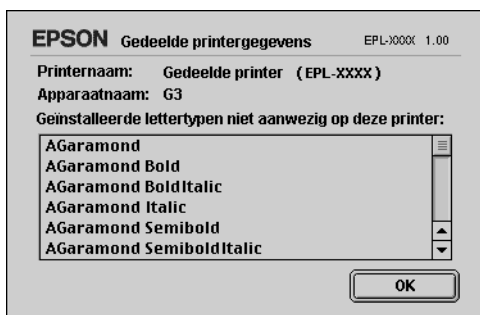 EPSON Gedeelde printergegevens EPL-XXXX 1.00
Printernaam: Gedeelde printer (EPL-XXXX)
Apparaatnaam: G3
Geïnstalleerde lettertypen niet aanwezig op deze printer:
AGaramond
AGaramond Bold
AGaramond BoldItalic
AGaramond Italic
AGaramond Semibold
AGaramond SemiboldItalic
OK